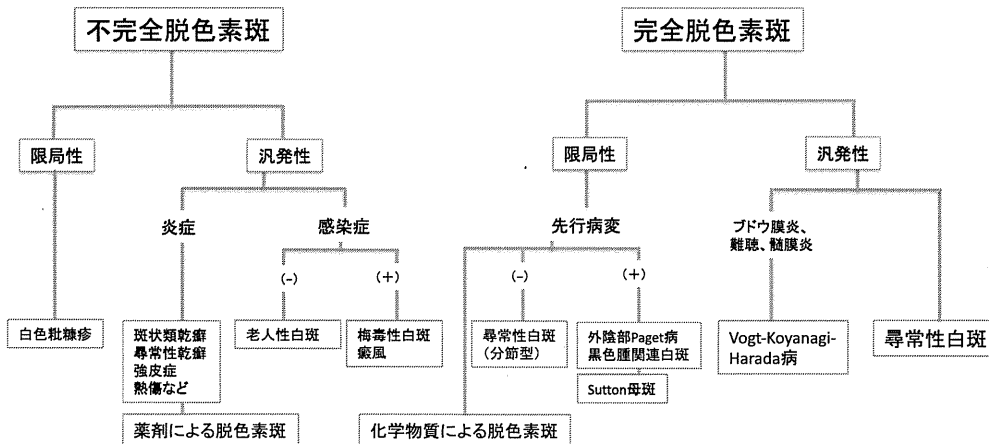 不完全脱色素斑
完全脱色素斑
限局性
汎発性
限局性
汎発性
炎症
感染症
先行病変
ブドウ膜炎、
難聴、髄膜炎
(-)
(+)
(-)
(+)
白色粃糠疹
斑状類乾癬
尋常性乾癬
強皮症
熱傷など
老人性白斑
梅毒性白斑
癜風
尋常性白斑
(分節型)
外陰部Paget病
黒色腫関連白斑
Sutton母斑
Vogt-Koyanagi-
Harada病
尋常性白斑
薬剤による脱色素斑
化学物質による脱色素斑